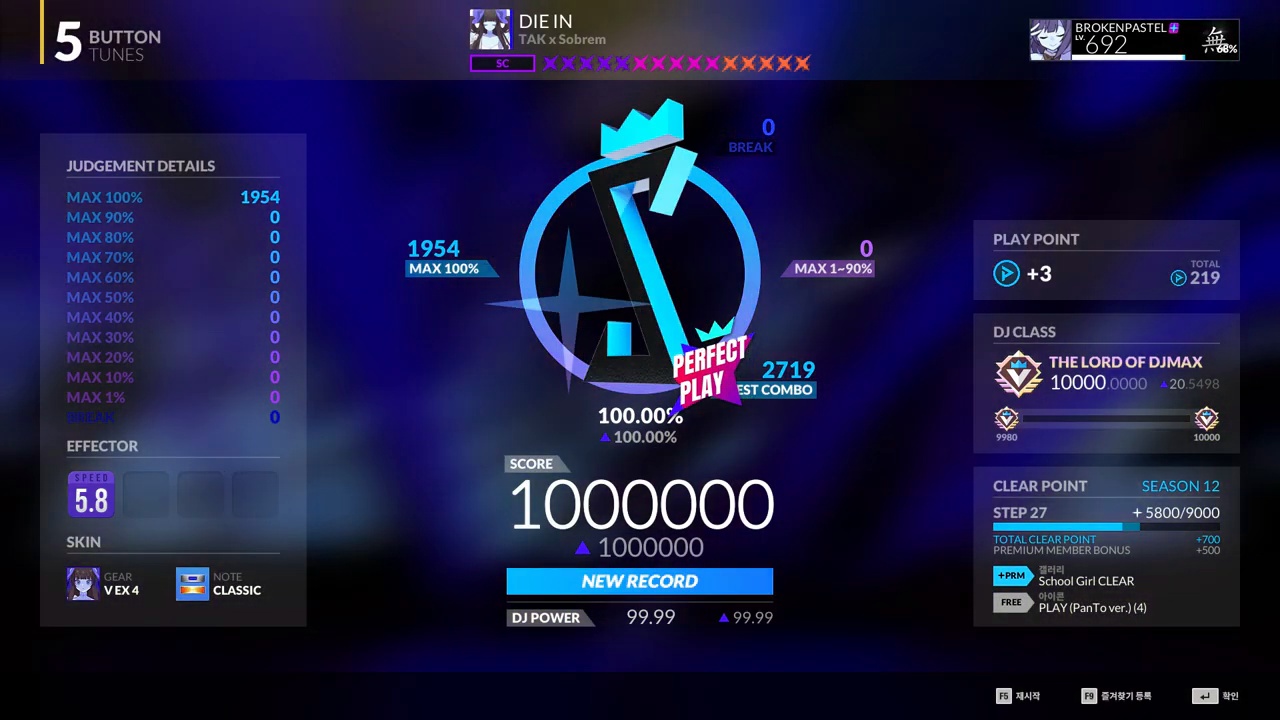 5 BUTTON
TUNES
DIE IN
TAK x Sobrem
SC
BROKENPASTEL
LV. 692
無
68%
JUDGEMENT DETAILS
MAX 100% 1954
MAX 90% 0
MAX 80% 0
MAX 70% 0
MAX 60% 0
MAX 50% 0
MAX 40% 0
MAX 30% 0
MAX 20% 0
MAX 10% 0
MAX 1% 0
BREAK 0
EFFECTOR
SPEED
5.8
SKIN
GEAR
V EX 4
NOTE
CLASSIC
0
BREAK
1954
MAX 100%
0
MAX 1~90%
PERFECT
PLAY
2719
EST COMBO
100.00%
▲ 100.00%
SCORE
1000000
▲ 1000000
NEW RECORD
DJ POWER 99.99 ▲ 99.99
PLAY POINT
+3
TOTAL
219
DJ CLASS
THE LORD OF DJMAX
10000.0000 ▲ 20.5498
9980 10000
CLEAR POINT SEASON 12
STEP 27 + 5800/9000
TOTAL CLEAR POINT +700
PREMIUM MEMBER BONUS +500
+PRM 갤러리
School Girl CLEAR
FREE 아이콘
PLAY (PanTo ver.) (4)
F5 재시작 F9 즐겨찾기 등록 ↵ 확인